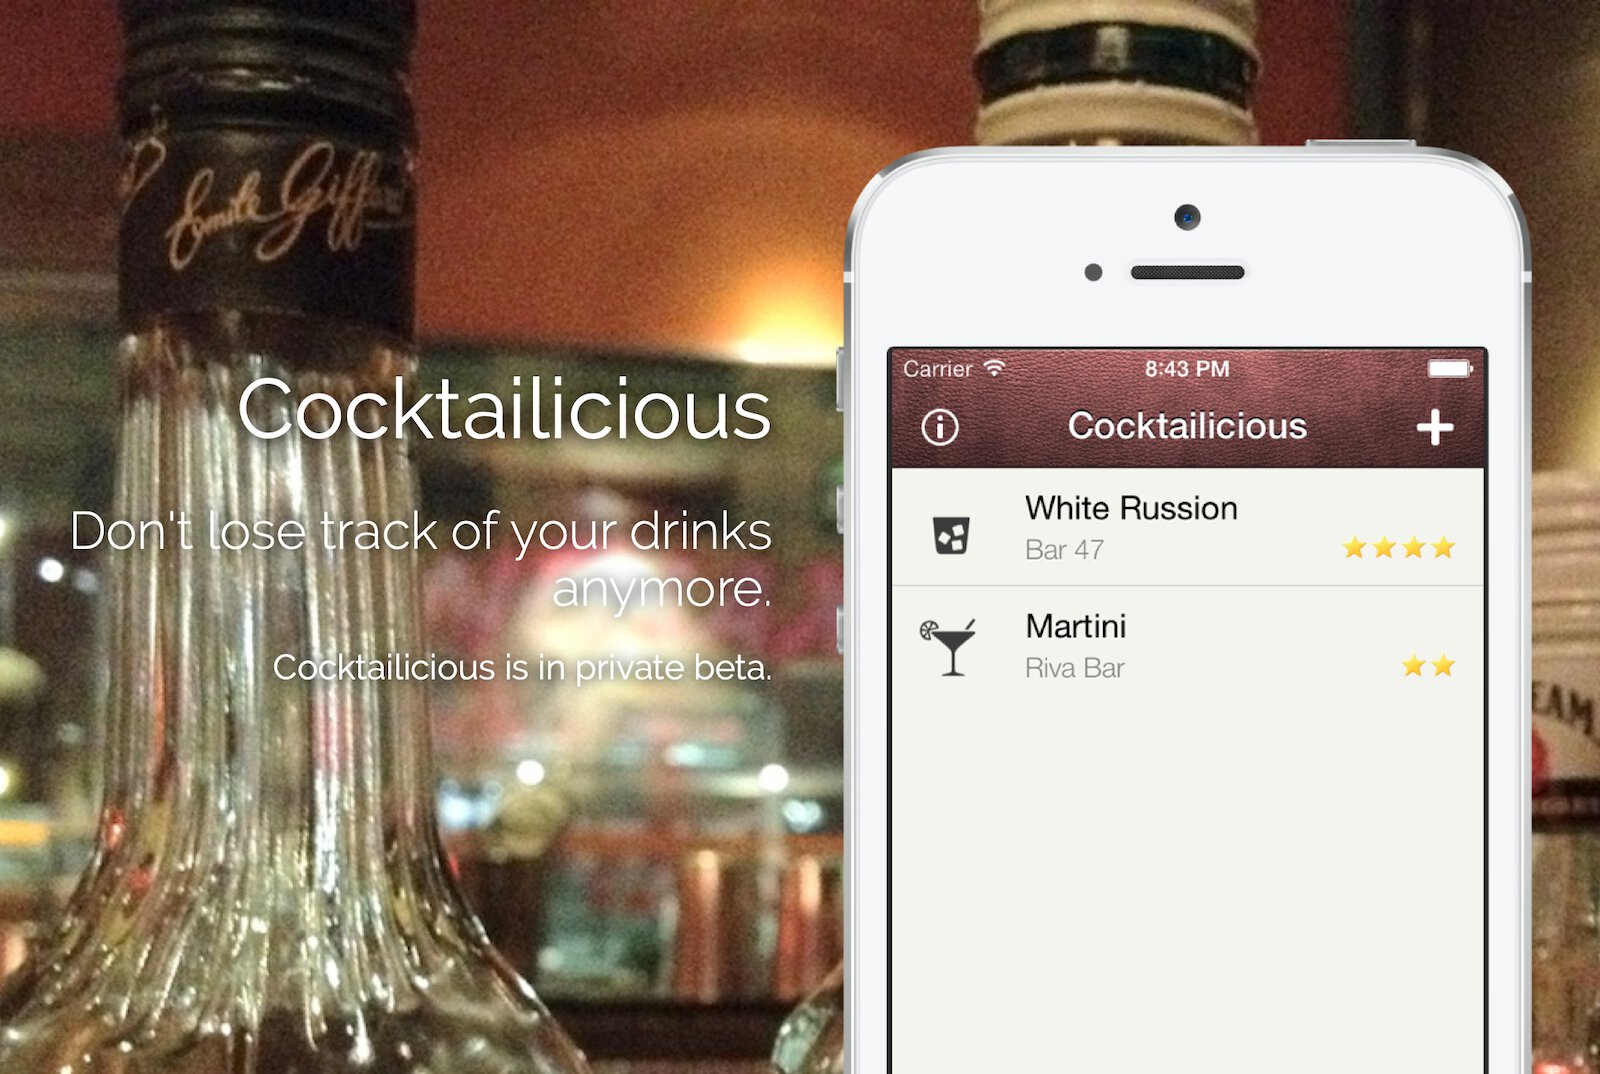 Emile Giffard
Cocktailicious
Don't lose track of your drinks
anymore.
Cocktailicious is in private beta.
Carrier
8:43 PM
Cocktailicious
White Russion
Bar 47
Martini
Riva Bar
EAM